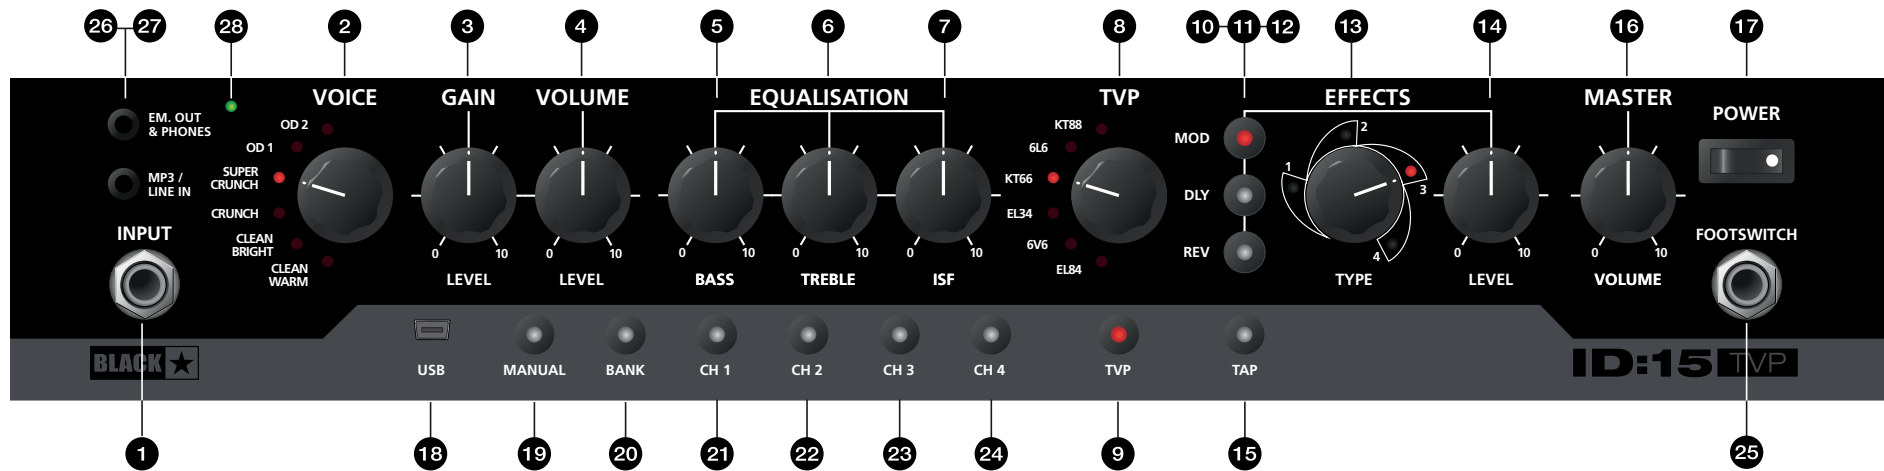 26 27 28 2 3 4 5 6 7 8 10 11 12 13 14 16 17
VOICE GAIN VOLUME EQUALISATION TVP EFFECTS MASTER POWER
EM. OUT
& PHONES
MP3 /
LINE IN
INPUT
OD 2
OD 1
SUPER
CRUNCH
CRUNCH
CLEAN
BRIGHT
CLEAN
WARM
0 10
LEVEL
0 10
LEVEL
0 10
BASS
0 10
TREBLE
0 10
ISF
KT88
6L6
KT66
EL34
6V6
EL84
MOD
DLY
REV
1
2
3
4
TYPE
0 10
LEVEL
0 10
VOLUME
FOOTSWITCH
BLACK
USB MANUAL BANK CH 1 CH 2 CH 3 CH 4 TVP TAP
ID:15 TVP
1 18 19 20 21 22 23 24 9 15 25